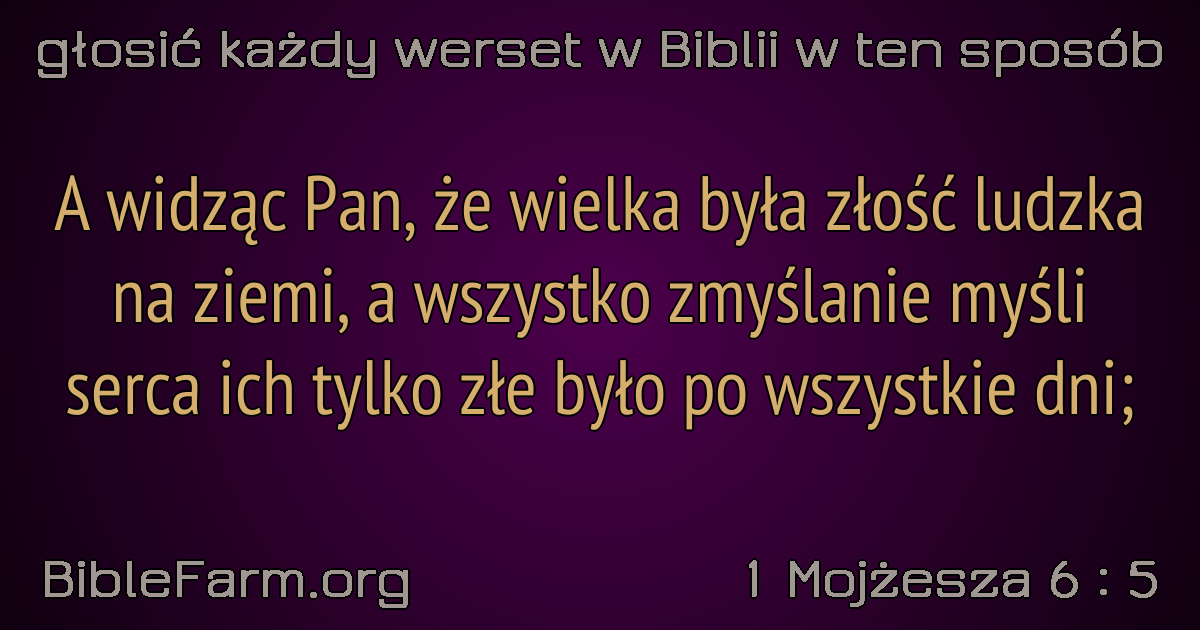 głosić każdy werset w Biblii w ten sposób
A widząc Pan, że wielka była złość ludzka
na ziemi, a wszystko zmyślanie myśli
serca ich tylko złe było po wszystkie dni;
BibleFarm.org
1 Mojżesza 6 : 5